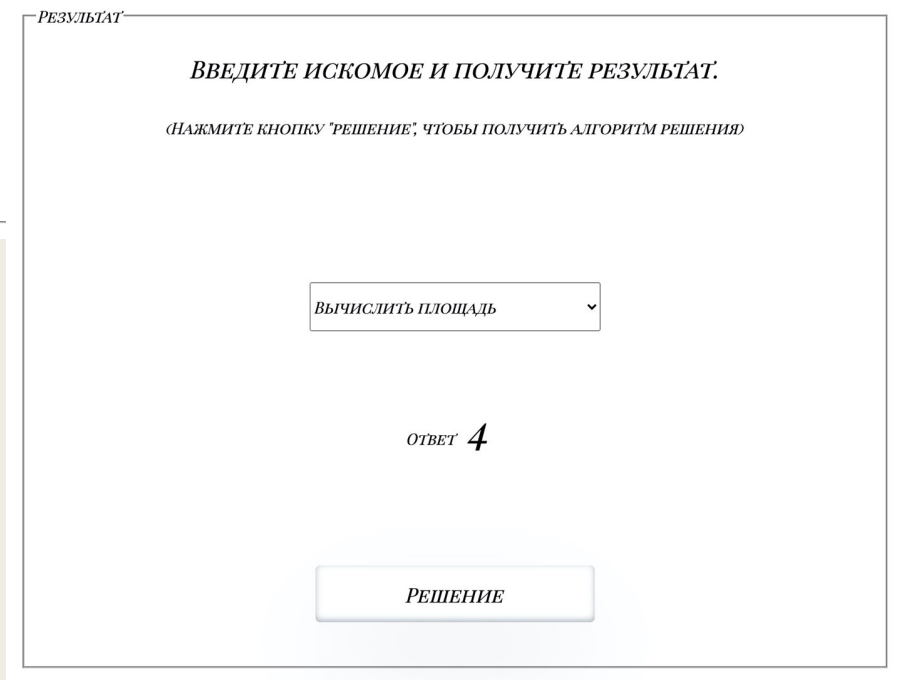 Результат
Введите искомое и получите результат.
(Нажмите кнопку "решение", чтобы получить алгоритм решения)
Вычислить площадь
ответ 4
Решение